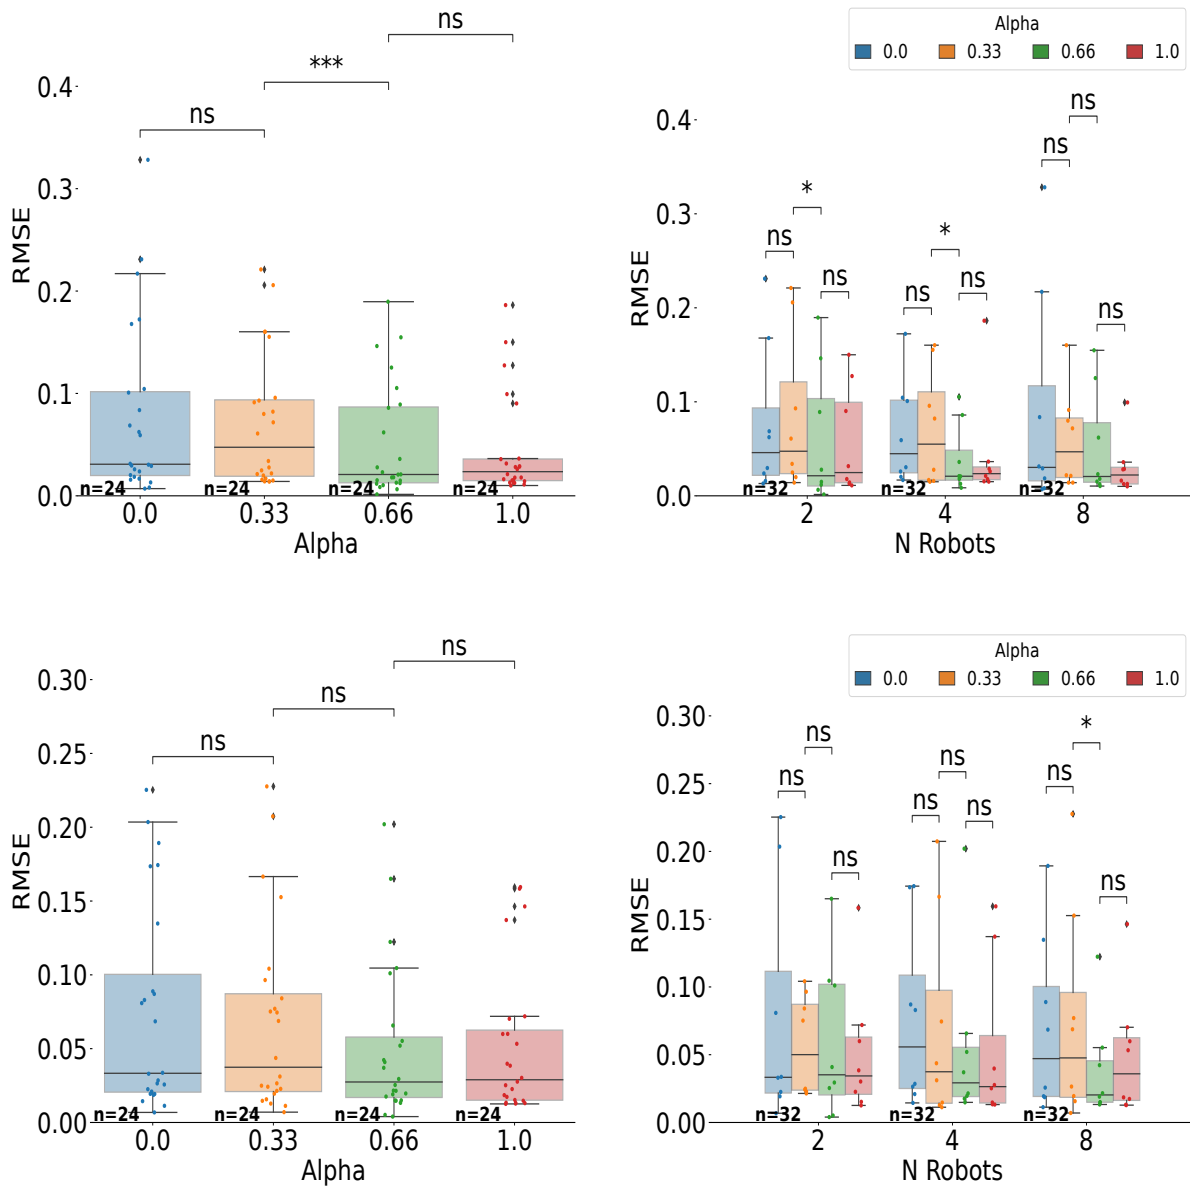 ns
***
ns
0.4
0.3
0.2
0.1
0.0
RMSE
n=24 n=24 n=24 n=24
0.0 0.33 0.66 1.0
Alpha
Alpha
0.0 0.33 0.66 1.0
0.4
0.3
0.2
0.1
0.0
RMSE
ns
ns
*
*
ns
ns
ns
ns
ns
n=32 n=32 n=32
2 4 8
N Robots
ns
ns
ns
0.30
0.25
0.20
0.15
0.10
0.05
0.00
RMSE
n=24 n=24 n=24 n=24
0.0 0.33 0.66 1.0
Alpha
Alpha
0.0 0.33 0.66 1.0
0.30
0.25
0.20
0.15
0.10
0.05
0.00
RMSE
*
ns
ns
ns
ns
ns
ns
ns
ns
n=32 n=32 n=32
2 4 8
N Robots